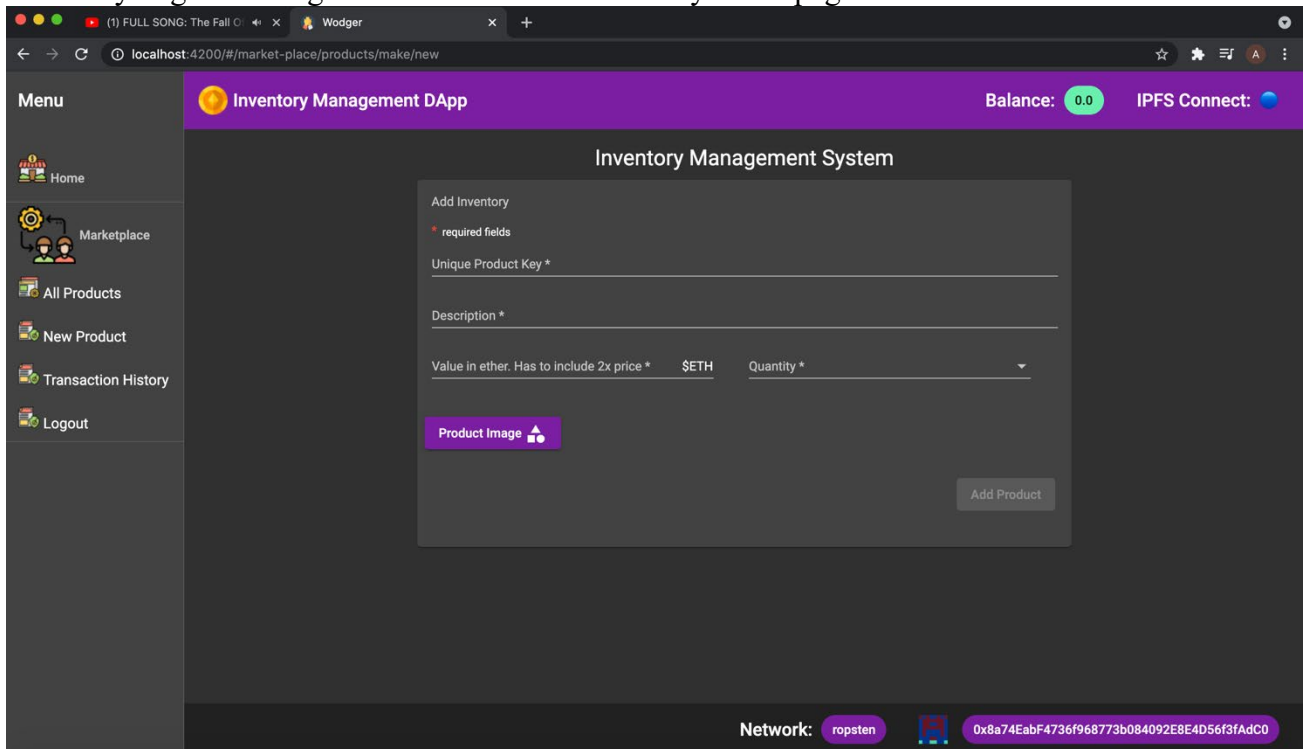 (1) FULL SONG: The Fall O
Wodger
localhost:4200/#/market-place/products/make/new
A
Menu
Inventory Management DApp
Balance: 0.0
IPFS Connect:
Home
Marketplace
All Products
New Product
Transaction History
Logout
Inventory Management System
Add Inventory
* required fields
Unique Product Key *
Description *
Value in ether. Has to include 2x price * $ETH
Quantity *
Product Image
Add Product
Network: ropsten
0x8a74EabF4736f968773b084092E8E4D56f3fAdC0